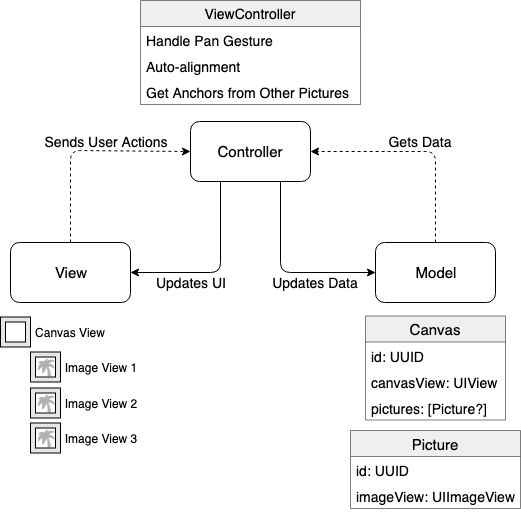 ViewController
Handle Pan Gesture
Auto-alignment
Get Anchors from Other Pictures
Sends User Actions
Controller
Gets Data
View
Updates UI
Updates Data
Model
Canvas View
Image View 1
Image View 2
Image View 3
Canvas
id: UUID
canvasView: UIView
pictures: [Picture?]
Picture
id: UUID
imageView: UIImageView